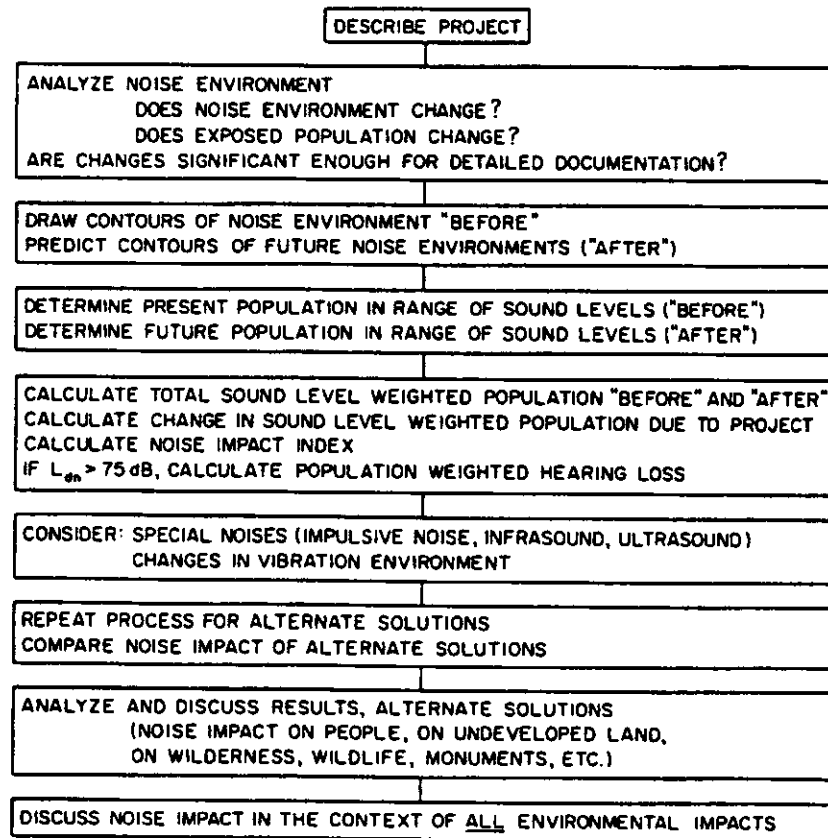 DESCRIBE PROJECT
ANALYZE NOISE ENVIRONMENT
DOES NOISE ENVIRONMENT CHANGE?
DOES EXPOSED POPULATION CHANGE?
ARE CHANGES SIGNIFICANT ENOUGH FOR DETAILED DOCUMENTATION?
DRAW CONTOURS OF NOISE ENVIRONMENT "BEFORE"
PREDICT CONTOURS OF FUTURE NOISE ENVIRONMENTS ("AFTER")
DETERMINE PRESENT POPULATION IN RANGE OF SOUND LEVELS ("BEFORE")
DETERMINE FUTURE POPULATION IN RANGE OF SOUND LEVELS ("AFTER")
CALCULATE TOTAL SOUND LEVEL WEIGHTED POPULATION "BEFORE" AND "AFTER"
CALCULATE CHANGE IN SOUND LEVEL WEIGHTED POPULATION DUE TO PROJECT
CALCULATE NOISE IMPACT INDEX
IF Ldn > 75 dB, CALCULATE POPULATION WEIGHTED HEARING LOSS
CONSIDER: SPECIAL NOISES (IMPULSIVE NOISE, INFRASOUND, ULTRASOUND)
CHANGES IN VIBRATION ENVIRONMENT
REPEAT PROCESS FOR ALTERNATE SOLUTIONS
COMPARE NOISE IMPACT OF ALTERNATE SOLUTIONS
ANALYZE AND DISCUSS RESULTS, ALTERNATE SOLUTIONS
(NOISE IMPACT ON PEOPLE, ON UNDEVELOPED LAND,
ON WILDERNESS, WILDLIFE, MONUMENTS, ETC.)
DISCUSS NOISE IMPACT IN THE CONTEXT OF ALL ENVIRONMENTAL IMPACTS